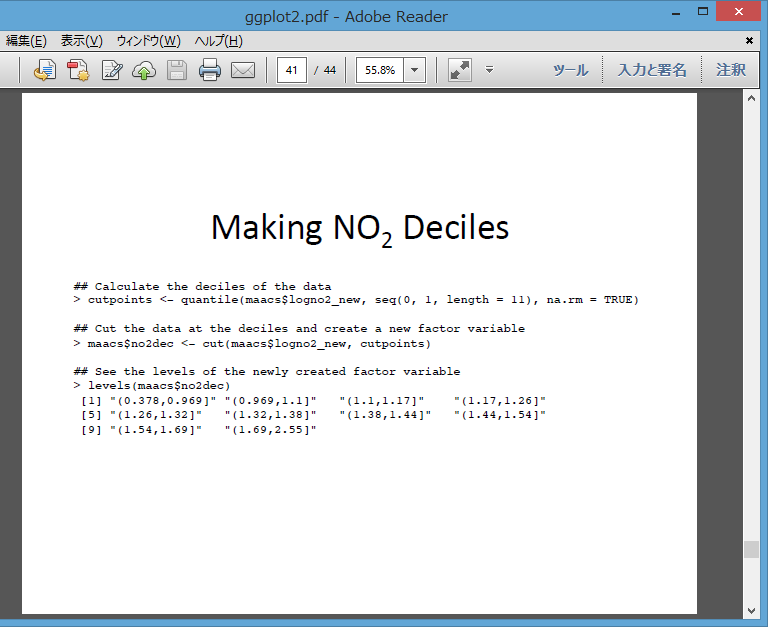 ggplot2.pdf - Adobe Reader
編集(E) 表示(V) ウィンドウ(W) ヘルプ(H)
41 / 44 55.8% ツール 入力と署名 注釈
Making NO2 Deciles
## Calculate the deciles of the data
> cutpoints <- quantile(maacs$logno2_new, seq(0, 1, length = 11), na.rm = TRUE)
## Cut the data at the deciles and create a new factor variable
> maacs$no2dec <- cut(maacs$logno2_new, cutpoints)
## See the levels of the newly created factor variable
> levels(maacs$no2dec)
[1] "(0.378,0.969]" "(0.969,1.1]" "(1.1,1.17]" "(1.17,1.26]"
[5] "(1.26,1.32]" "(1.32,1.38]" "(1.38,1.44]" "(1.44,1.54]"
[9] "(1.54,1.69]" "(1.69,2.55]"